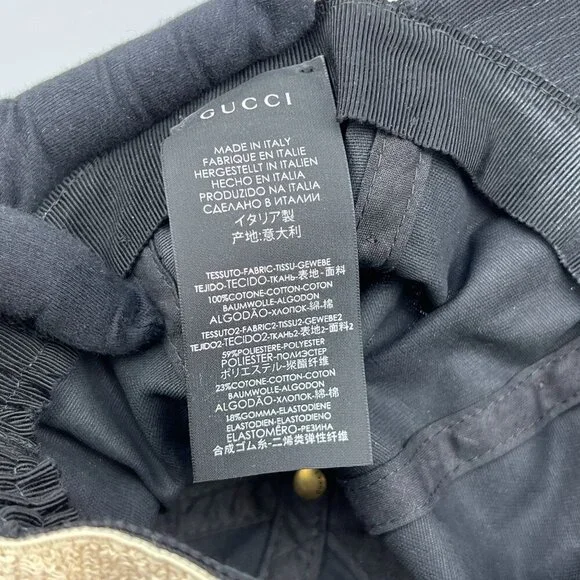 GUCCI
MADE IN ITALY
FABRIQUE EN ITALIE
HERGESTELLT IN ITALIEN
HECHO EN ITALIA
PRODUZIDO NA ITALIA
СДЕЛАНО В ИТАЛИИ
イタリア製
产地:意大利
TESSUTO-FABRIC-TISSU-GEWEBE
TEJIDO-TECIDO-ТКАНЬ-表地-面料
100%COTONE-COTTON-COTON
BAUMWOLLE-ALGODON
ALGODÃO-ХЛОПОК-綿-棉
TESSUTO2-FABRIC2-TISSU2-GEWEBE2
TEJIDO2-TECIDO2-ТКАНЬ2-表地2-面料2
59%POLIESTERE-POLYESTER
POLIESTER-ПОЛИЭСТЕР
ポリエステル-聚酯纤维
23%COTONE-COTTON-COTON
BAUMWOLLE-ALGODON
ALGODÃO-ХЛОПОК-綿-棉
18%GOMMA-ELASTODIENE
ELASTODIEN-ELASTODIENO
ELASTOMÉRO-РЕЗИНА
合成ゴム糸-二烯类弹性纤维